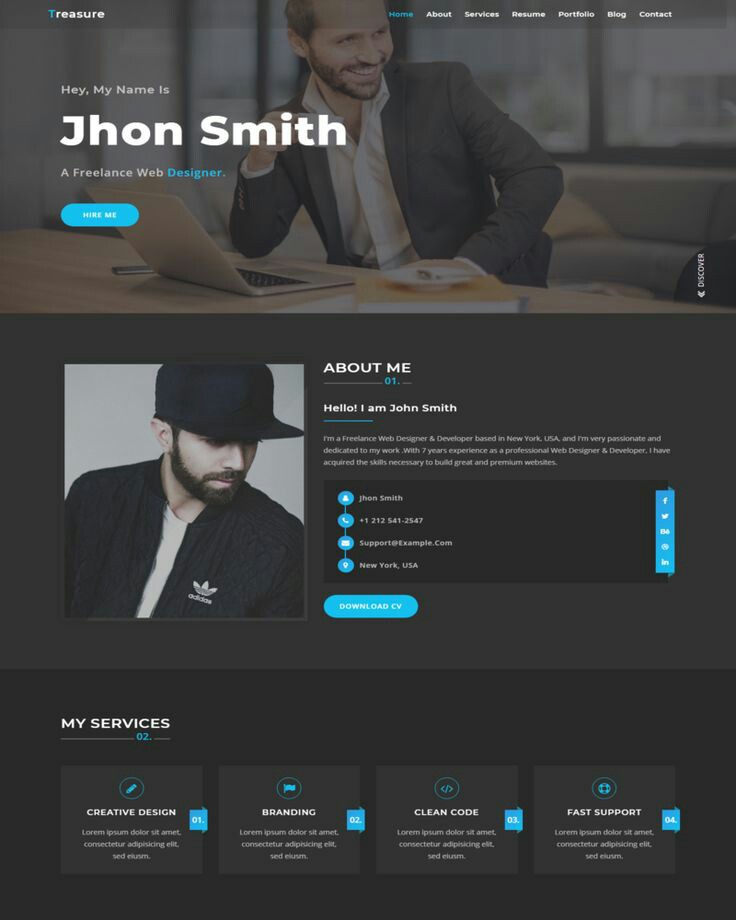 Treasure
Home About Services Resume Portfolio Blog Contact
Hey, My Name Is
Jhon Smith
A Freelance Web Designer.
HIRE ME
DISCOVER
ABOUT ME
01.
Hello! I am John Smith
I'm a Freelance Web Designer & Developer based in New York, USA, and I'm very passionate and
dedicated to my work .With 7 years experience as a professional Web Designer & Developer, I have
acquired the skills necessary to build great and premium websites.
Jhon Smith
+1 212 541-2547
Support@Example.Com
New York, USA
Bē
in
adidas
DOWNLOAD CV
MY SERVICES
02.
CREATIVE DESIGN
01.
Lorem ipsum dolor sit amet,
consectetur adipisicing elit,
sed eiusm.
BRANDING
02.
Lorem ipsum dolor sit amet,
consectetur adipisicing elit,
sed eiusm.
CLEAN CODE
03.
Lorem ipsum dolor sit amet,
consectetur adipisicing elit,
sed eiusm.
FAST SUPPORT
04.
Lorem ipsum dolor sit amet,
consectetur adipisicing elit,
sed eiusm.